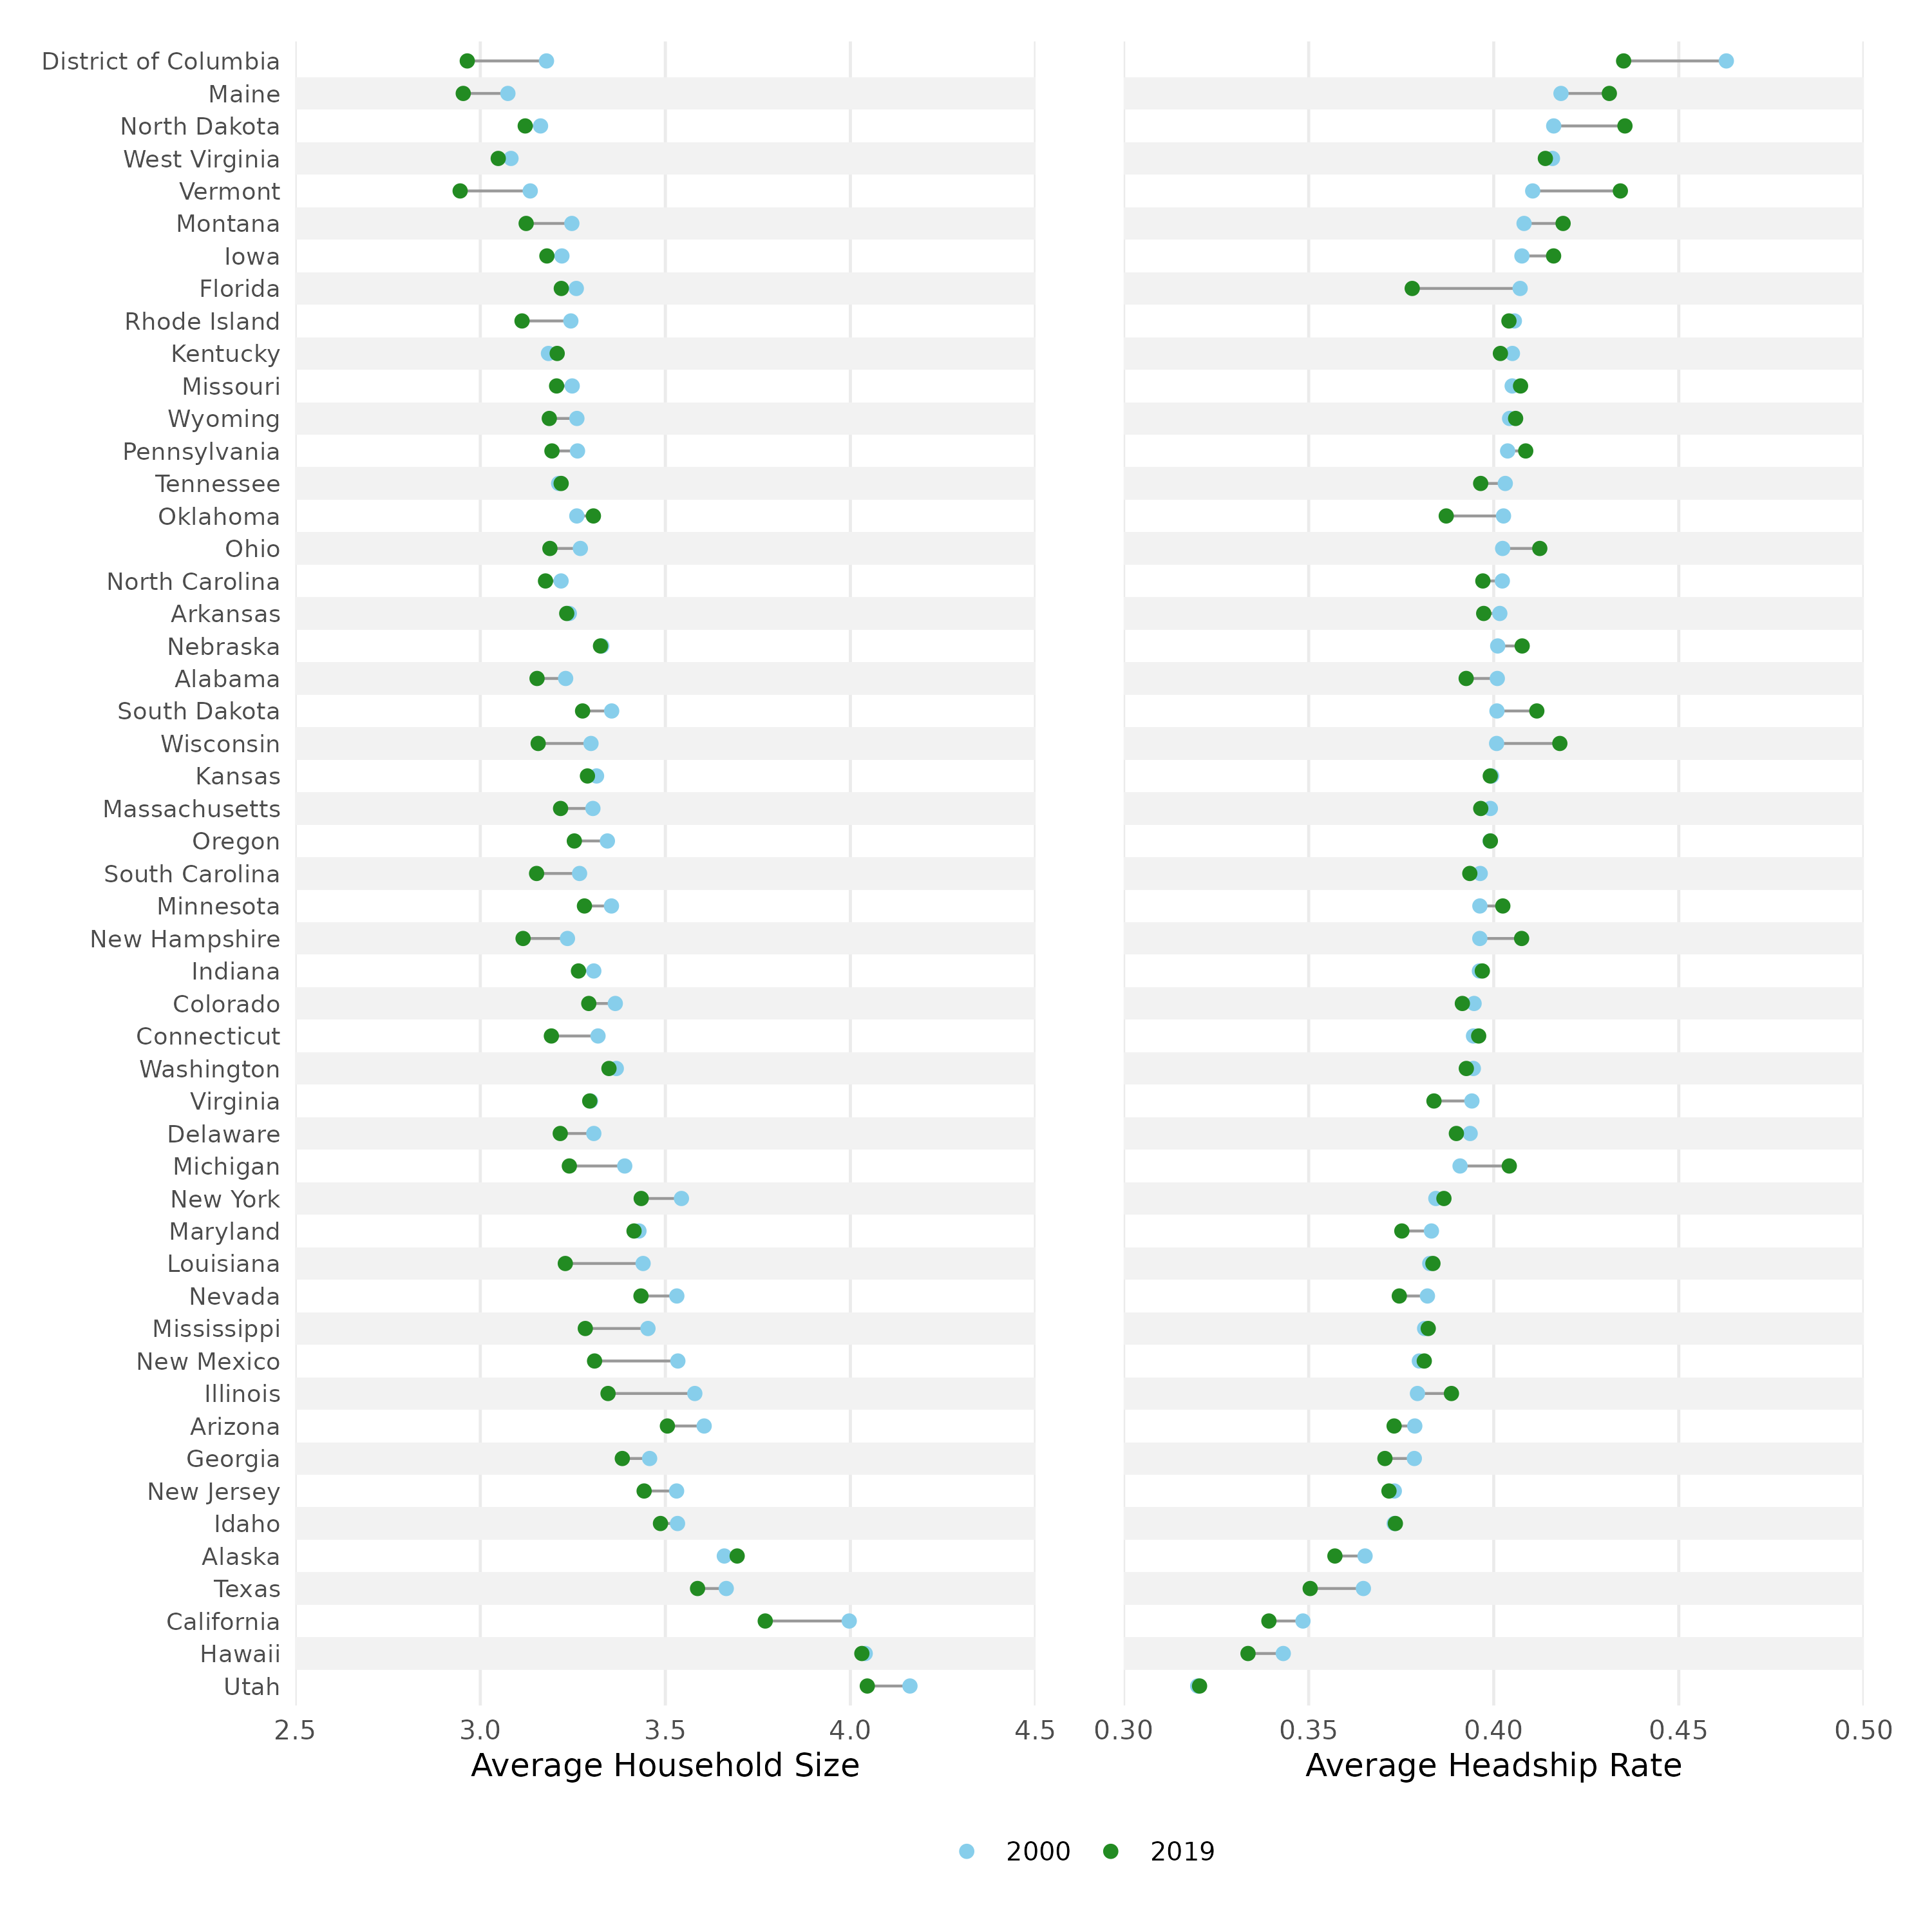 District of Columbia
Maine
North Dakota
West Virginia
Vermont
Montana
Iowa
Florida
Rhode Island
Kentucky
Missouri
Wyoming
Pennsylvania
Tennessee
Oklahoma
Ohio
North Carolina
Arkansas
Nebraska
Alabama
South Dakota
Wisconsin
Kansas
Massachusetts
Oregon
South Carolina
Minnesota
New Hampshire
Indiana
Colorado
Connecticut
Washington
Virginia
Delaware
Michigan
New York
Maryland
Louisiana
Nevada
Mississippi
New Mexico
Illinois
Arizona
Georgia
New Jersey
Idaho
Alaska
Texas
California
Hawaii
Utah
2.5 3.0 3.5 4.0 4.5 0.30 0.35 0.40 0.45 0.50
Average Household Size Average Headship Rate
2000 2019